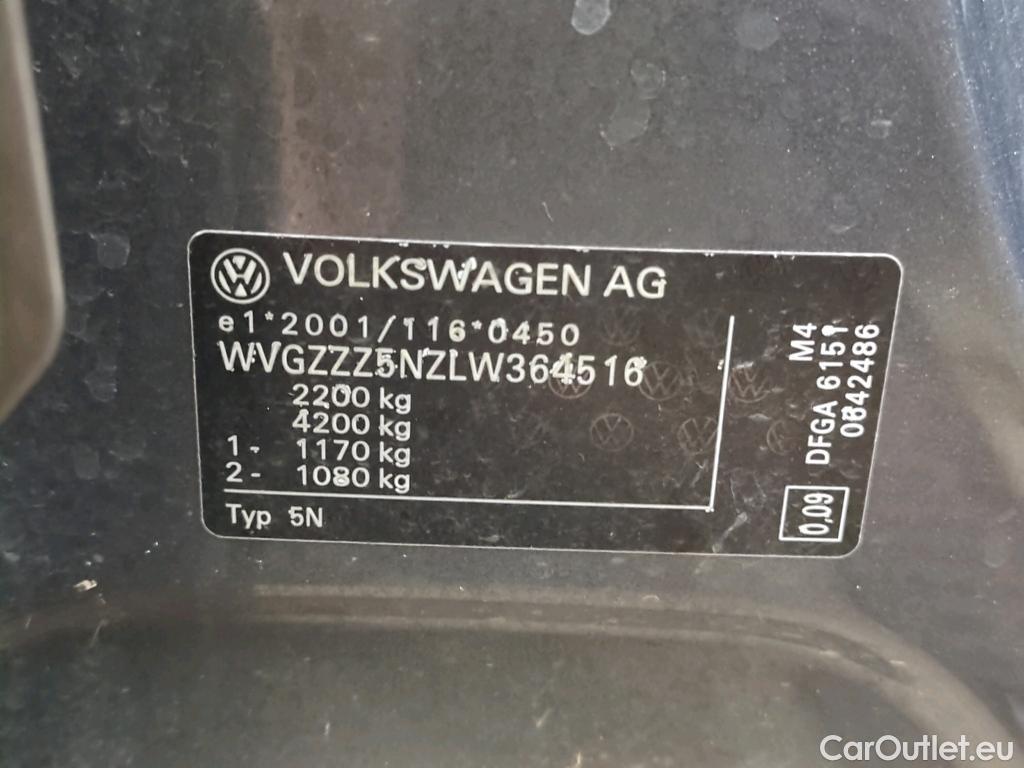 VOLKSWAGEN AG
e1*2001/116*0450
WVGZZZ5NZLW364516
2200 kg
4200 kg
1- 1170 kg
2- 1080 kg
Typ 5N
M4
DFGA 6151
0842486
0,09
CarOutlet.eu